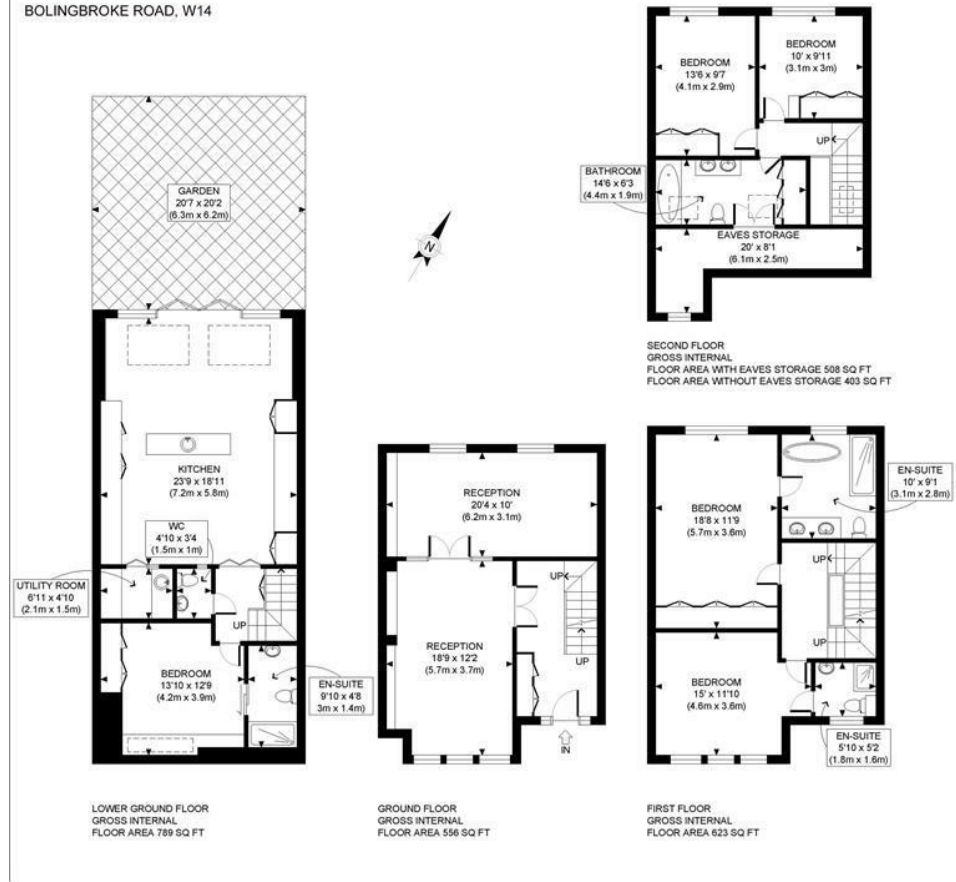 BOLINGBROKE ROAD, W14
GARDEN
20'7 x 20'2
(6.3m x 6.2m)
N
KITCHEN
23'9 x 18'11
(7.2m x 5.8m)
WC
4'10 x 3'4
(1.5m x 1m)
UTILITY ROOM
6'11 x 4'10
(2.1m x 1.5m)
UP
BEDROOM
13'10 x 12'9
(4.2m x 3.9m)
EN-SUITE
9'10 x 4'8
3m x 1.4m)
LOWER GROUND FLOOR
GROSS INTERNAL
FLOOR AREA 789 SQ FT
RECEPTION
20'4 x 10'
(6.2m x 3.1m)
UP
RECEPTION
18'9 x 12'2
(5.7m x 3.7m)
UP
IN
GROUND FLOOR
GROSS INTERNAL
FLOOR AREA 556 SQ FT
BEDROOM
13'6 x 9'7
(4.1m x 2.9m)
BEDROOM
10' x 9'11
(3.1m x 3m)
UP
BATHROOM
14'6 x 6'3
(4.4m x 1.9m)
EAVES STORAGE
20' x 8'1
(6.1m x 2.5m)
SECOND FLOOR
GROSS INTERNAL
FLOOR AREA WITH EAVES STORAGE 508 SQ FT
FLOOR AREA WITHOUT EAVES STORAGE 403 SQ FT
EN-SUITE
10' x 9'1
(3.1m x 2.8m)
BEDROOM
18'8 x 11'9
(5.7m x 3.6m)
UP
UP
BEDROOM
15' x 11'10
(4.6m x 3.6m)
EN-SUITE
5'10 x 5'2
(1.8m x 1.6m)
FIRST FLOOR
GROSS INTERNAL
FLOOR AREA 623 SQ FT